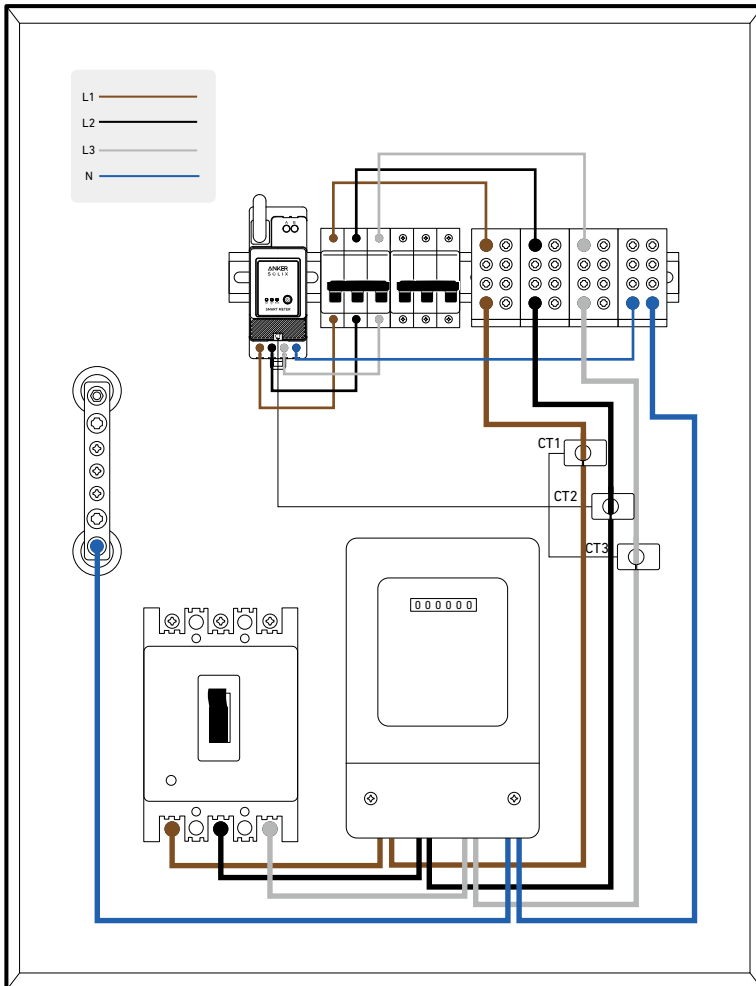 L1
L2
L3
N
A B
ANKER
SOLIX
SMART METER
CT1
CT2
CT3
000000